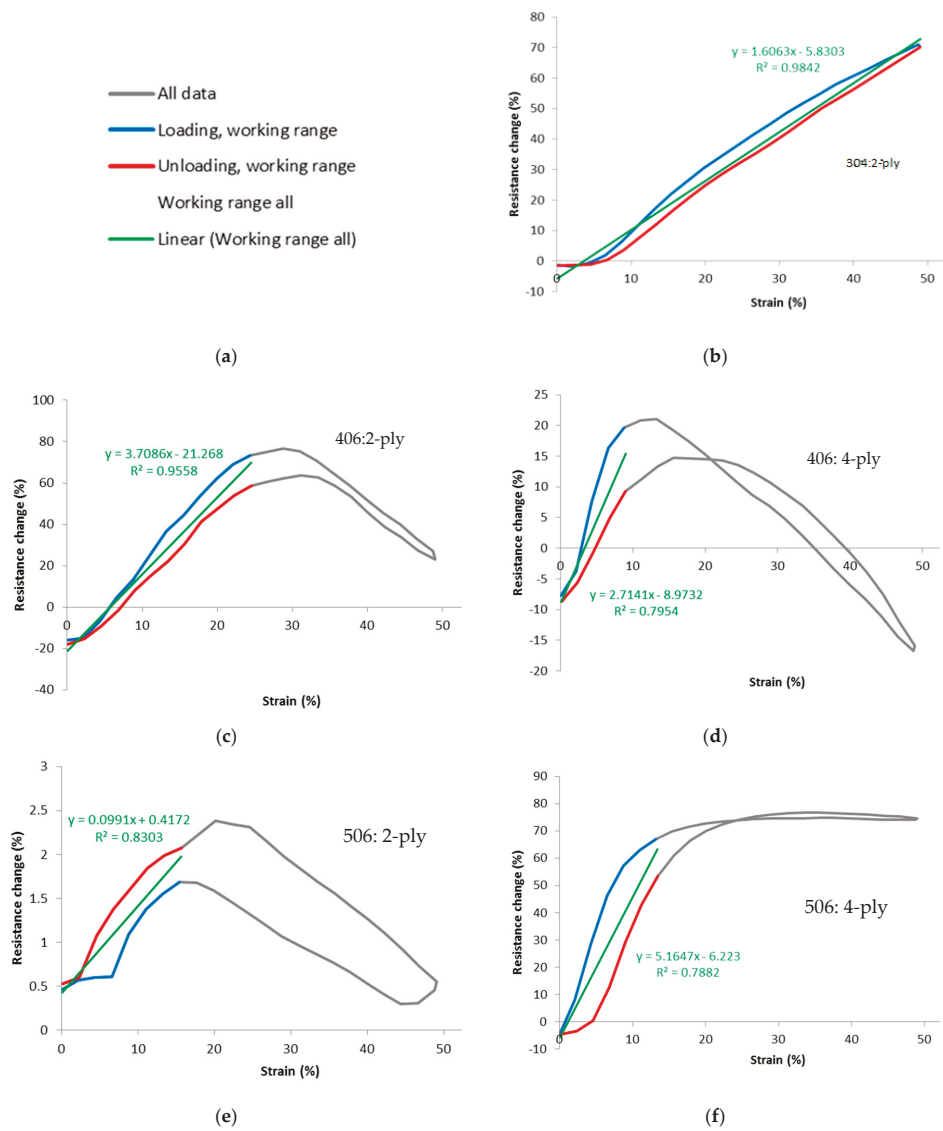 (a)
All data
Loading, working range
Unloading, working range
Working range all
Linear (Working range all)
(b)
Resistance change (%)
80
70
60
50
40
30
20
10
0
-10
0 10 20 30 40 50
Strain (%)
y = 1.6063x - 5.8303
R² = 0.9842
304:2-ply
(a)
(b)
Resistance change (%)
100
80
60
40
20
0
-20
-40
0 10 20 30 40 50
Strain (%)
y = 3.7086x - 21.268
R² = 0.9558
406:2-ply
(c)
Resistance change (%)
25
20
15
10
5
0
-5
-10
-15
-20
0 10 20 30 40 50
Strain (%)
406: 4-ply
y = 2.7141x - 8.9732
R² = 0.7954
(d)
Resistance change (%)
3
2.5
2
1.5
1
0.5
0
0 10 20 30 40 50
Strain (%)
y = 0.0991x + 0.4172
R² = 0.8303
506: 2-ply
(e)
Resistance change (%)
90
80
70
60
50
40
30
20
10
0
-10
0 10 20 30 40 50
Strain (%)
506: 4-ply
y = 5.1647x - 6.223
R² = 0.7882
(f)